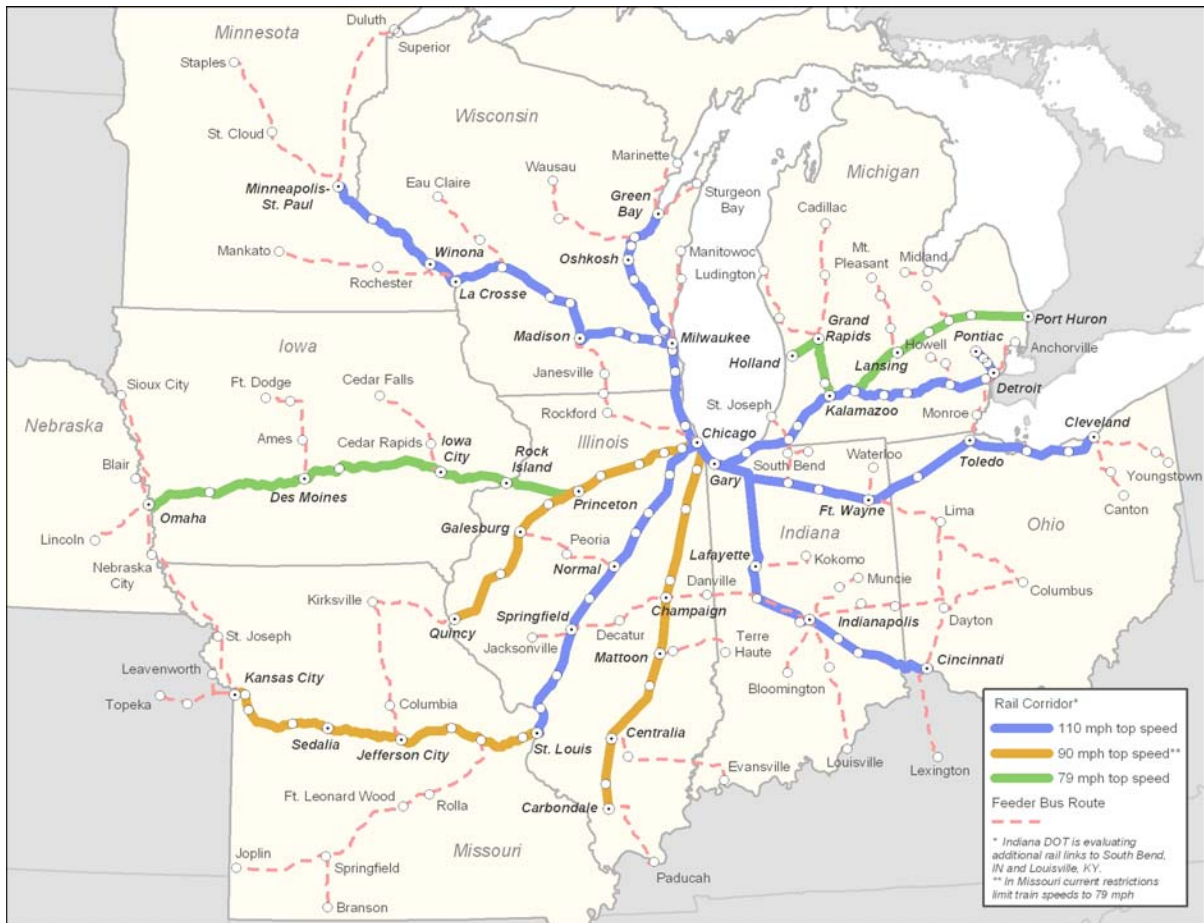 Duluth
Minnesota
Superior
Staples
Wisconsin
St. Cloud
Marinette
Wausau
Michigan
Eau Claire
Minneapolis-
St. Paul
Green
Bay
Sturgeon
Bay
Cadillac
Mt.
Pleasant
Midland
Mankato
Winona
Oshkosh
Manitowoc
Ludington
Rochester
La Crosse
Grand
Rapids
Port Huron
Pontiac
Madison
Milwaukee
Howell
Anchorville
Holland
Lansing
Iowa
Janesville
Detroit
Sioux City
Ft. Dodge
Cedar Falls
Kalamazoo
Rockford
St. Joseph
Monroe
Nebraska
Ames
Cedar Rapids
Iowa
City
Rock
Island
Illinois
Chicago
Cleveland
Blair
South Bend
Waterloo
Toledo
Youngstown
Gary
Des Moines
Princeton
Canton
Omaha
Ft. Wayne
Galesburg
Lima
Ohio
Lincoln
Peoria
Indiana
Nebraska
City
Normal
Lafayette
Kokomo
Danville
Muncie
Columbus
Kirksville
Springfield
Champaign
Quincy
Indianapolis
Dayton
St. Joseph
Jacksonville
Decatur
Terre
Haute
Leavenworth
Mattoon
Cincinnati
Kansas City
Bloomington
Topeka
Columbia
Sedalia
Jefferson City
St. Louis
Centralia
Louisville
Lexington
Evansville
Ft. Leonard Wood
Rolla
Carbondale
Joplin
Missouri
Springfield
Paducah
Branson
Rail Corridor*
110 mph top speed
90 mph top speed**
79 mph top speed
Feeder Bus Route
* Indiana DOT is evaluating
additional rail links to South Bend,
IN and Louisville, KY.
** In Missouri current restrictions
limit train speeds to 79 mph